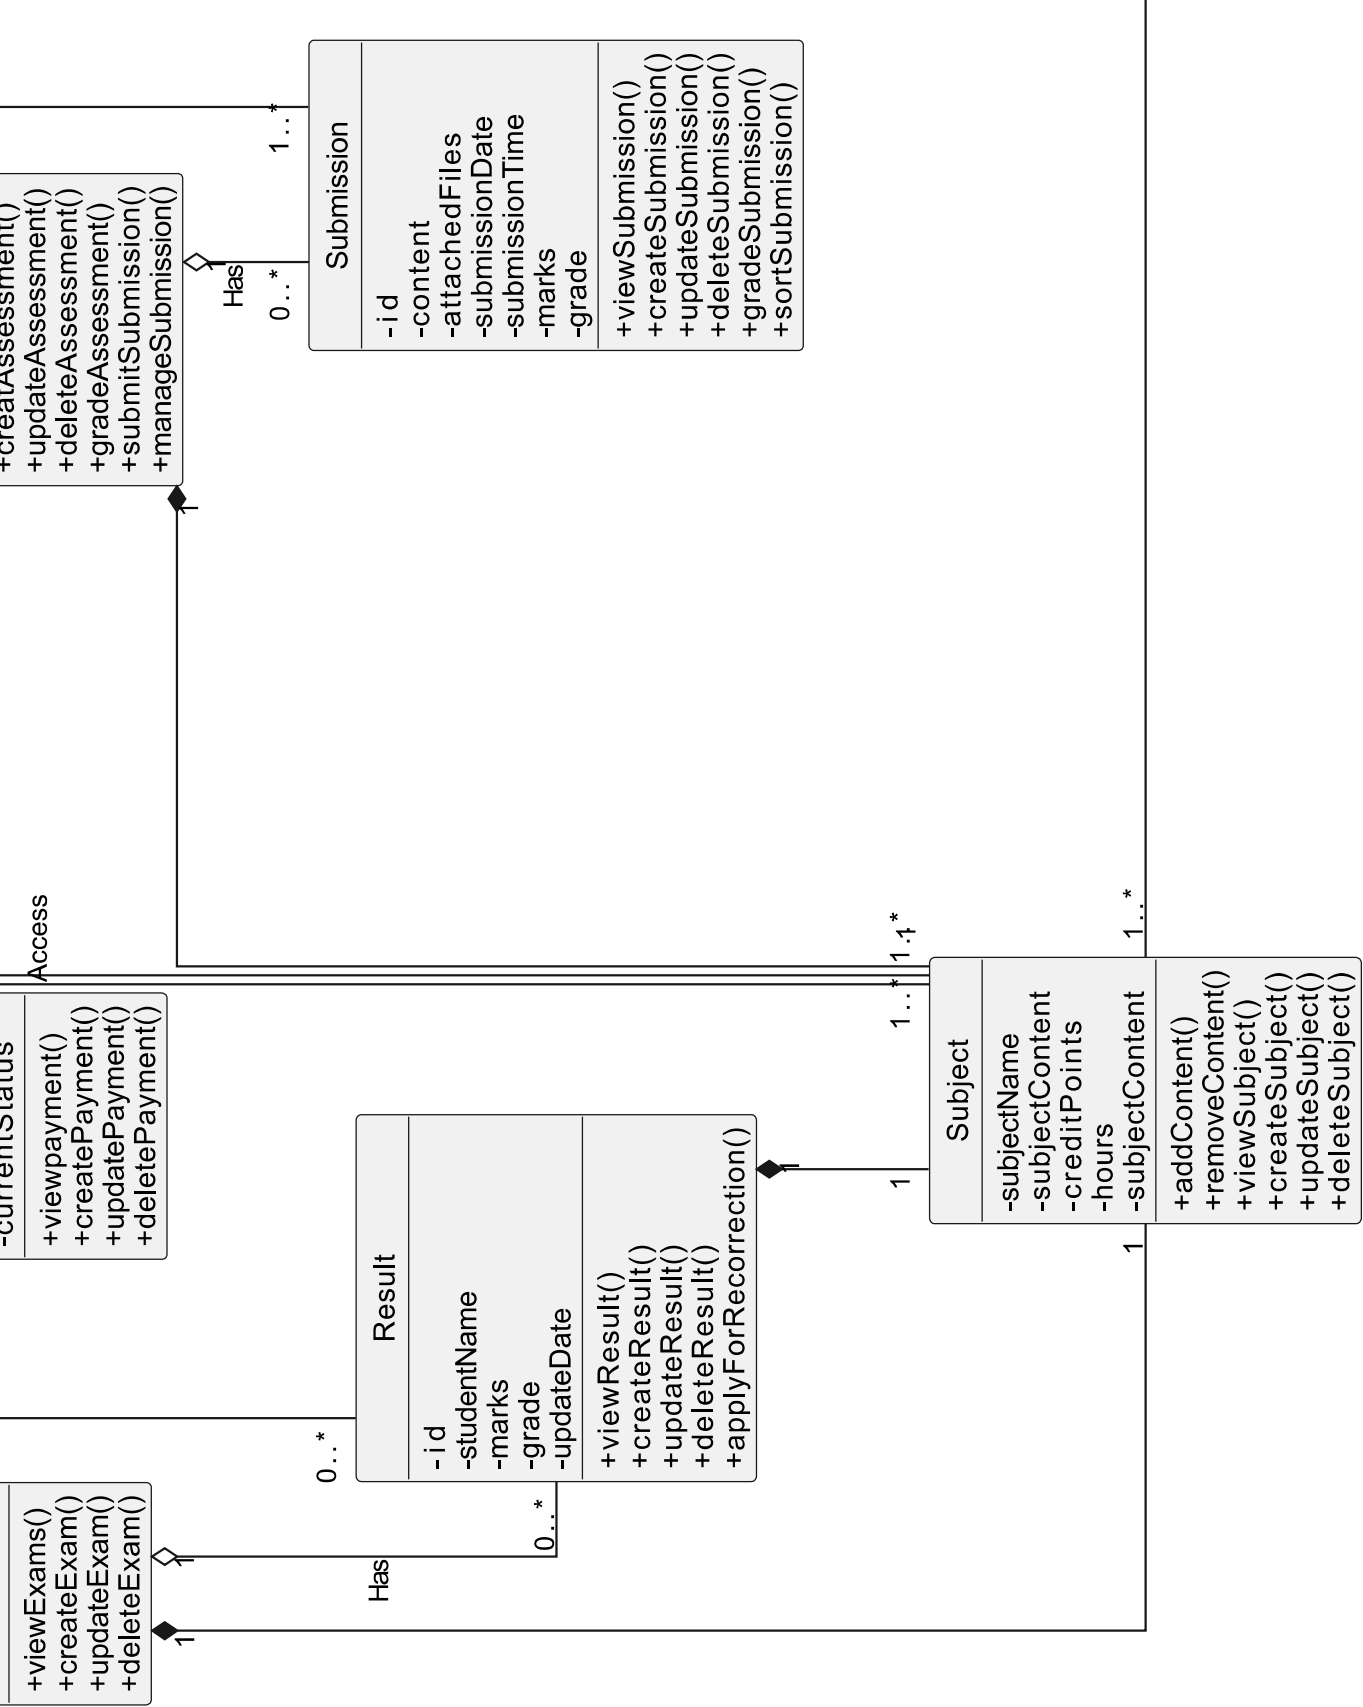 +creatAssessment()
+updateAssessment()
+deleteAssessment()
+gradeAssessment()
+submitSubmission()
+manageSubmission()
1
Has
0..*
1..*
Submission
-id
-content
-attachedFiles
-submissionDate
-submissionTime
-marks
-grade
+viewSubmission()
+createSubmission()
+updateSubmission()
+deleteSubmission()
+gradeSubmission()
+sortSubmission()
1
Access
-currentStatus
+viewpayment()
+createPayment()
+updatePayment()
+deletePayment()
0..*
Result
-id
-studentName
-marks
-grade
-updateDate
+viewResult()
+createResult()
+updateResult()
+deleteResult()
+applyForRecorrection()
1
1
1..*
1..*
1
1..*
Subject
-subjectName
-subjectContent
-creditPoints
-hours
-subjectContent
+addContent()
+removeContent()
+viewSubject()
+createSubject()
+updateSubject()
+deleteSubject()
1
+viewExams()
+createExam()
+updateExam()
+deleteExam()
1
Has
0..*
1